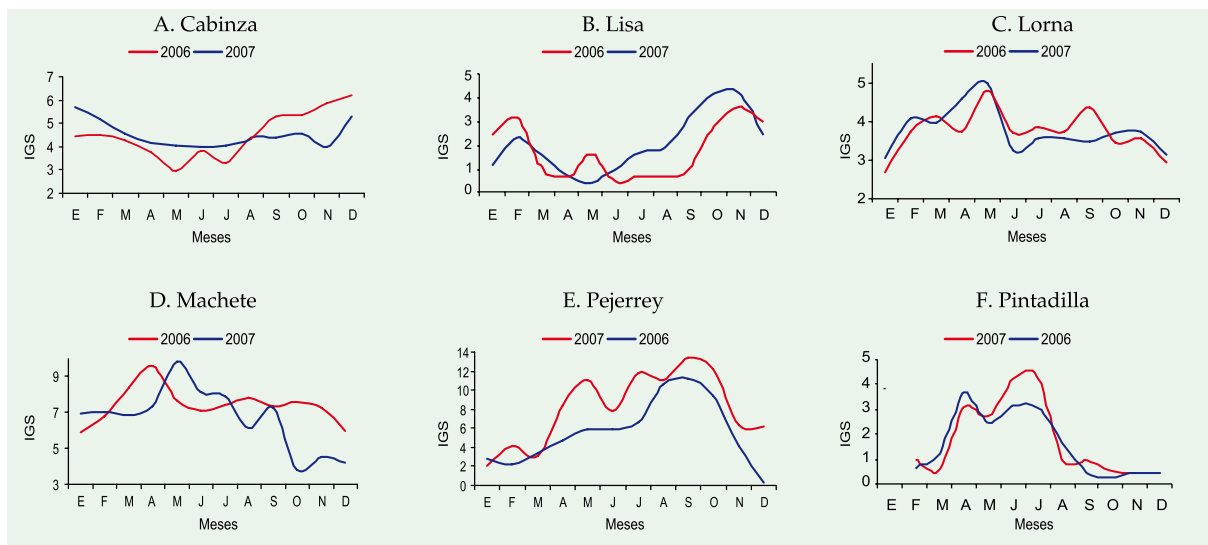 A. Cabinza
2006 2007
7
6
5
4
3
2
IGS
E F M A M J J A S O N D
Meses
B. Lisa
2006 2007
5
4
3
2
1
0
IGS
E F M A M J J A S O N D
Meses
C. Lorna
2006 2007
5
4
3
2
IGS
E F M A M J J A S O N D
Meses
D. Machete
2006 2007
9
7
5
3
IGS
E F M A M J J A S O N D
Meses
E. Pejerrey
2007 2006
14
12
10
8
6
4
2
0
IGS
E F M A M J J A S O N D
Meses
F. Pintadilla
2007 2006
5
4
3
2
1
0
IGS
E F M A M J J A S O N D
Meses